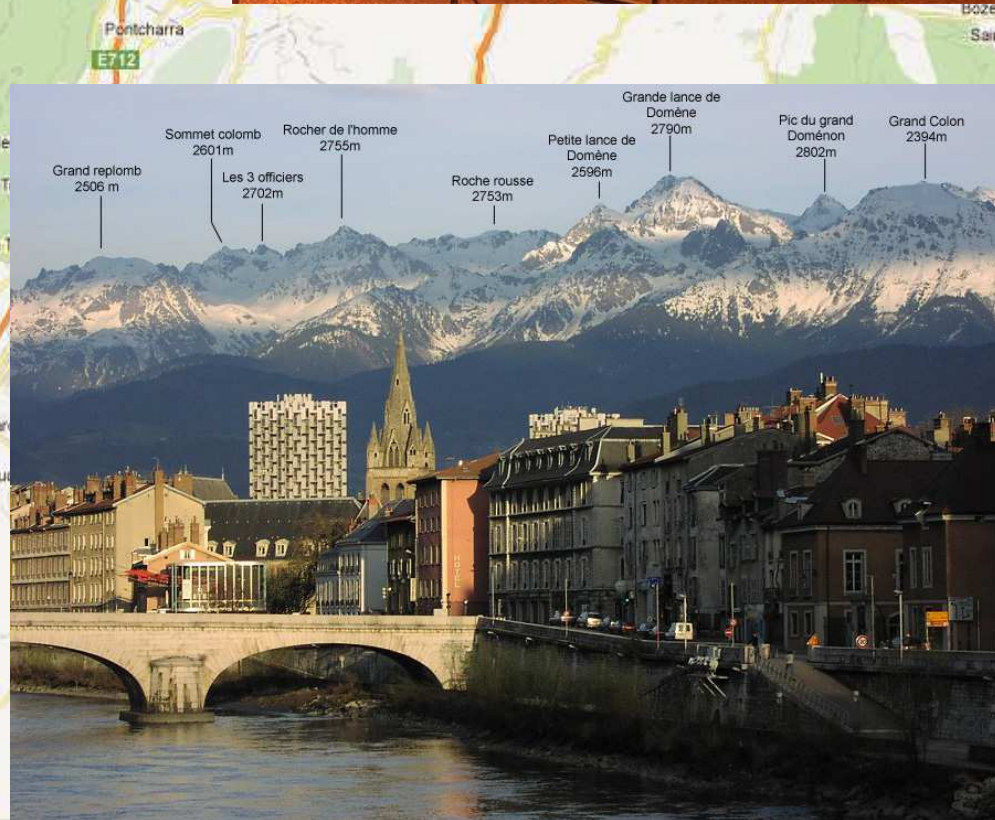 Pontcharra
E712
Boze
Sai
Grand replomb
2506 m
Sommet colomb
2601m
Les 3 officiers
2702m
Rocher de l'homme
2755m
Roche rousse
2753m
Petite lance de
Domène
2596m
Grande lance de
Domène
2790m
Pic du grand
Doménon
2802m
Grand Colon
2394m
HOTEL